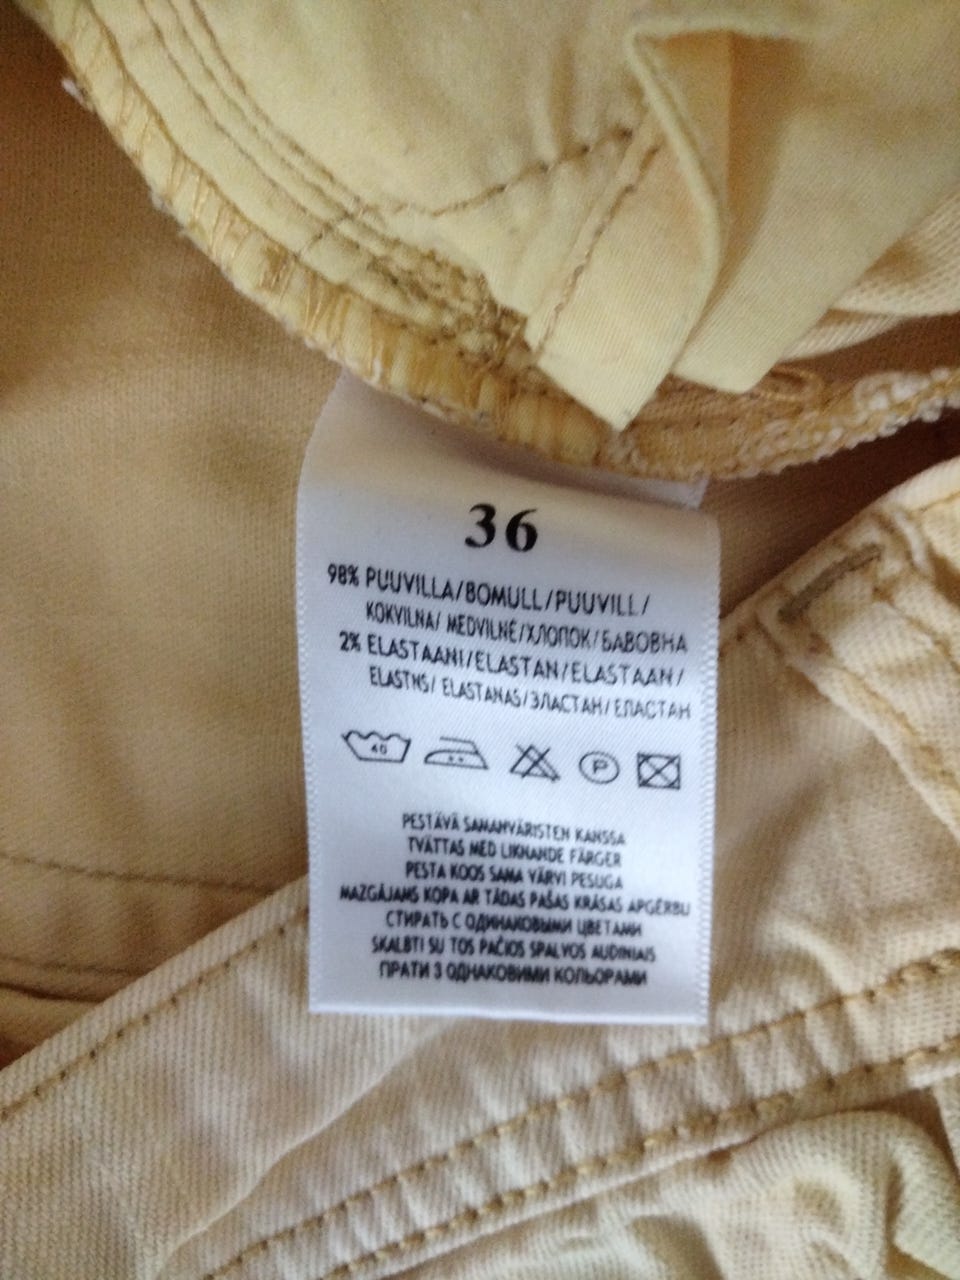 36
98% PUUVILLA/BOMULL/PUUVILL/
KOKVILNA/ MEDVILNĖ/ХЛОПОК/БАВОВНА
2% ELASTAANI/ELASTAN/ELASTAAN/
ELASTNS/ ELASTANAS/ЭЛАСТАН/ЕЛАСТАН
40 P
PESTÄVÄ SAMANVÄRISTEN KANSSA
TVÄTTAS MED LIKNANDE FÄRGER
PESTA KOOS SAMA VÄRVI PESUGA
MAZGĀJAMS KOPĀ AR TĀDAS PAŠAS KRĀSAS APĢĒRBU
СТИРАТЬ С ОДИНАКОВЫМИ ЦВЕТАМИ
SKALBTI SU TOS PAČIOS SPALVOS AUDINIAIS
ПРАТИ З ОДНАКОВИМИ КОЛЬОРАМИ